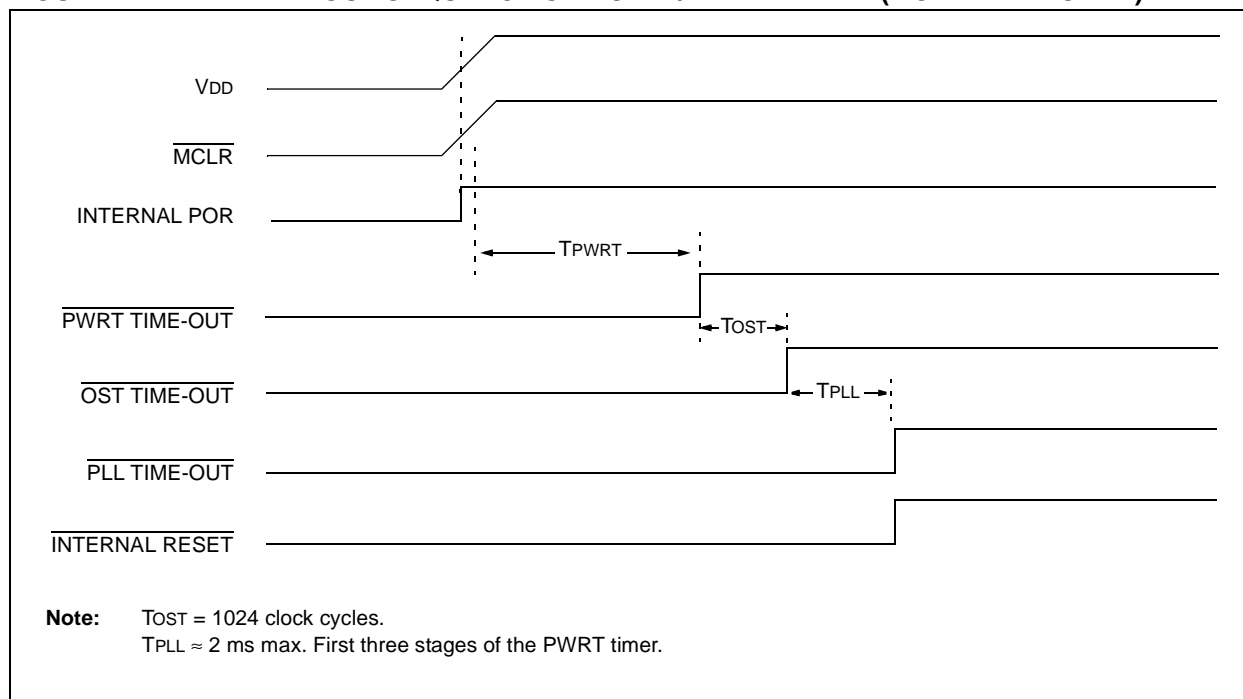 VDD
MCLR
INTERNAL POR
TPWRT
PWRT TIME-OUT
TOST
OST TIME-OUT
TPLL
PLL TIME-OUT
INTERNAL RESET
Note: TOST = 1024 clock cycles.
TPLL ≈ 2 ms max. First three stages of the PWRT timer.